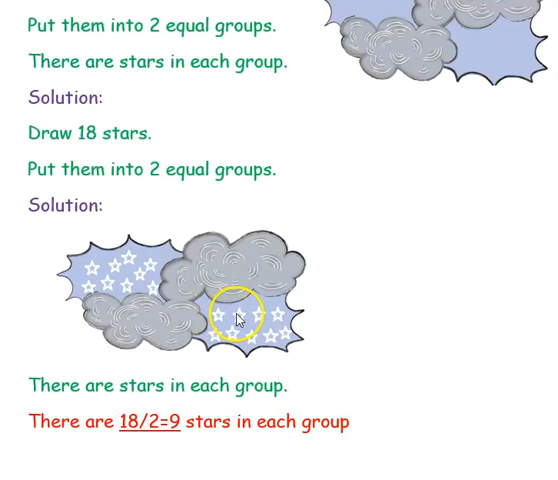 Put them into 2 equal groups.
There are stars in each group.
Solution:
Draw 18 stars.
Put them into 2 equal groups.
Solution:
There are stars in each group.
There are 18/2=9 stars in each group